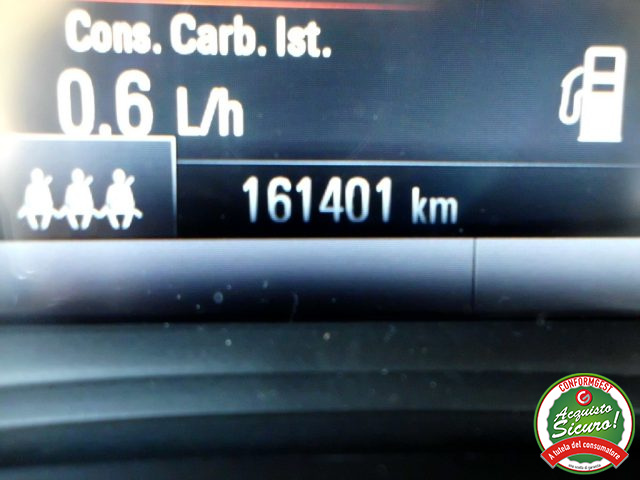 Cons. Carb. Ist.
0.6 L/h
161401 km
CONFORMGEST
Acquisto
Sicuro!
A tutela del consumatore